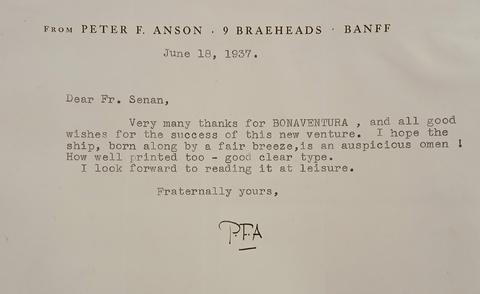 FROM PETER F. ANSON · 9 BRAEHEADS · BANFF
June 18, 1937.
Dear Fr. Senan,
Very many thanks for BONAVENTURA , and all good
wishes for the success of this new venture. I hope the
ship, born along by a fair breeze,is an auspicious omen !
How well printed too - good clear type.
I look forward to reading it at leisure.
Fraternally yours,
P.F.A